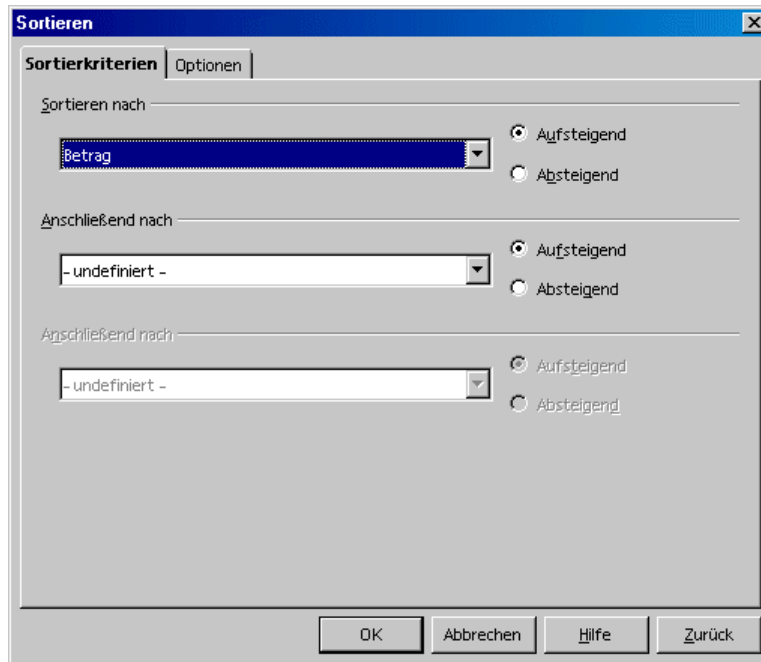 Sortieren
Sortierkriterien Optionen
Sortieren nach
Betrag
Aufsteigend
Absteigend
Anschließend nach
- undefiniert -
Aufsteigend
Absteigend
Anschließend nach
- undefiniert -
Aufsteigend
Absteigend
OK Abbrechen Hilfe Zurück